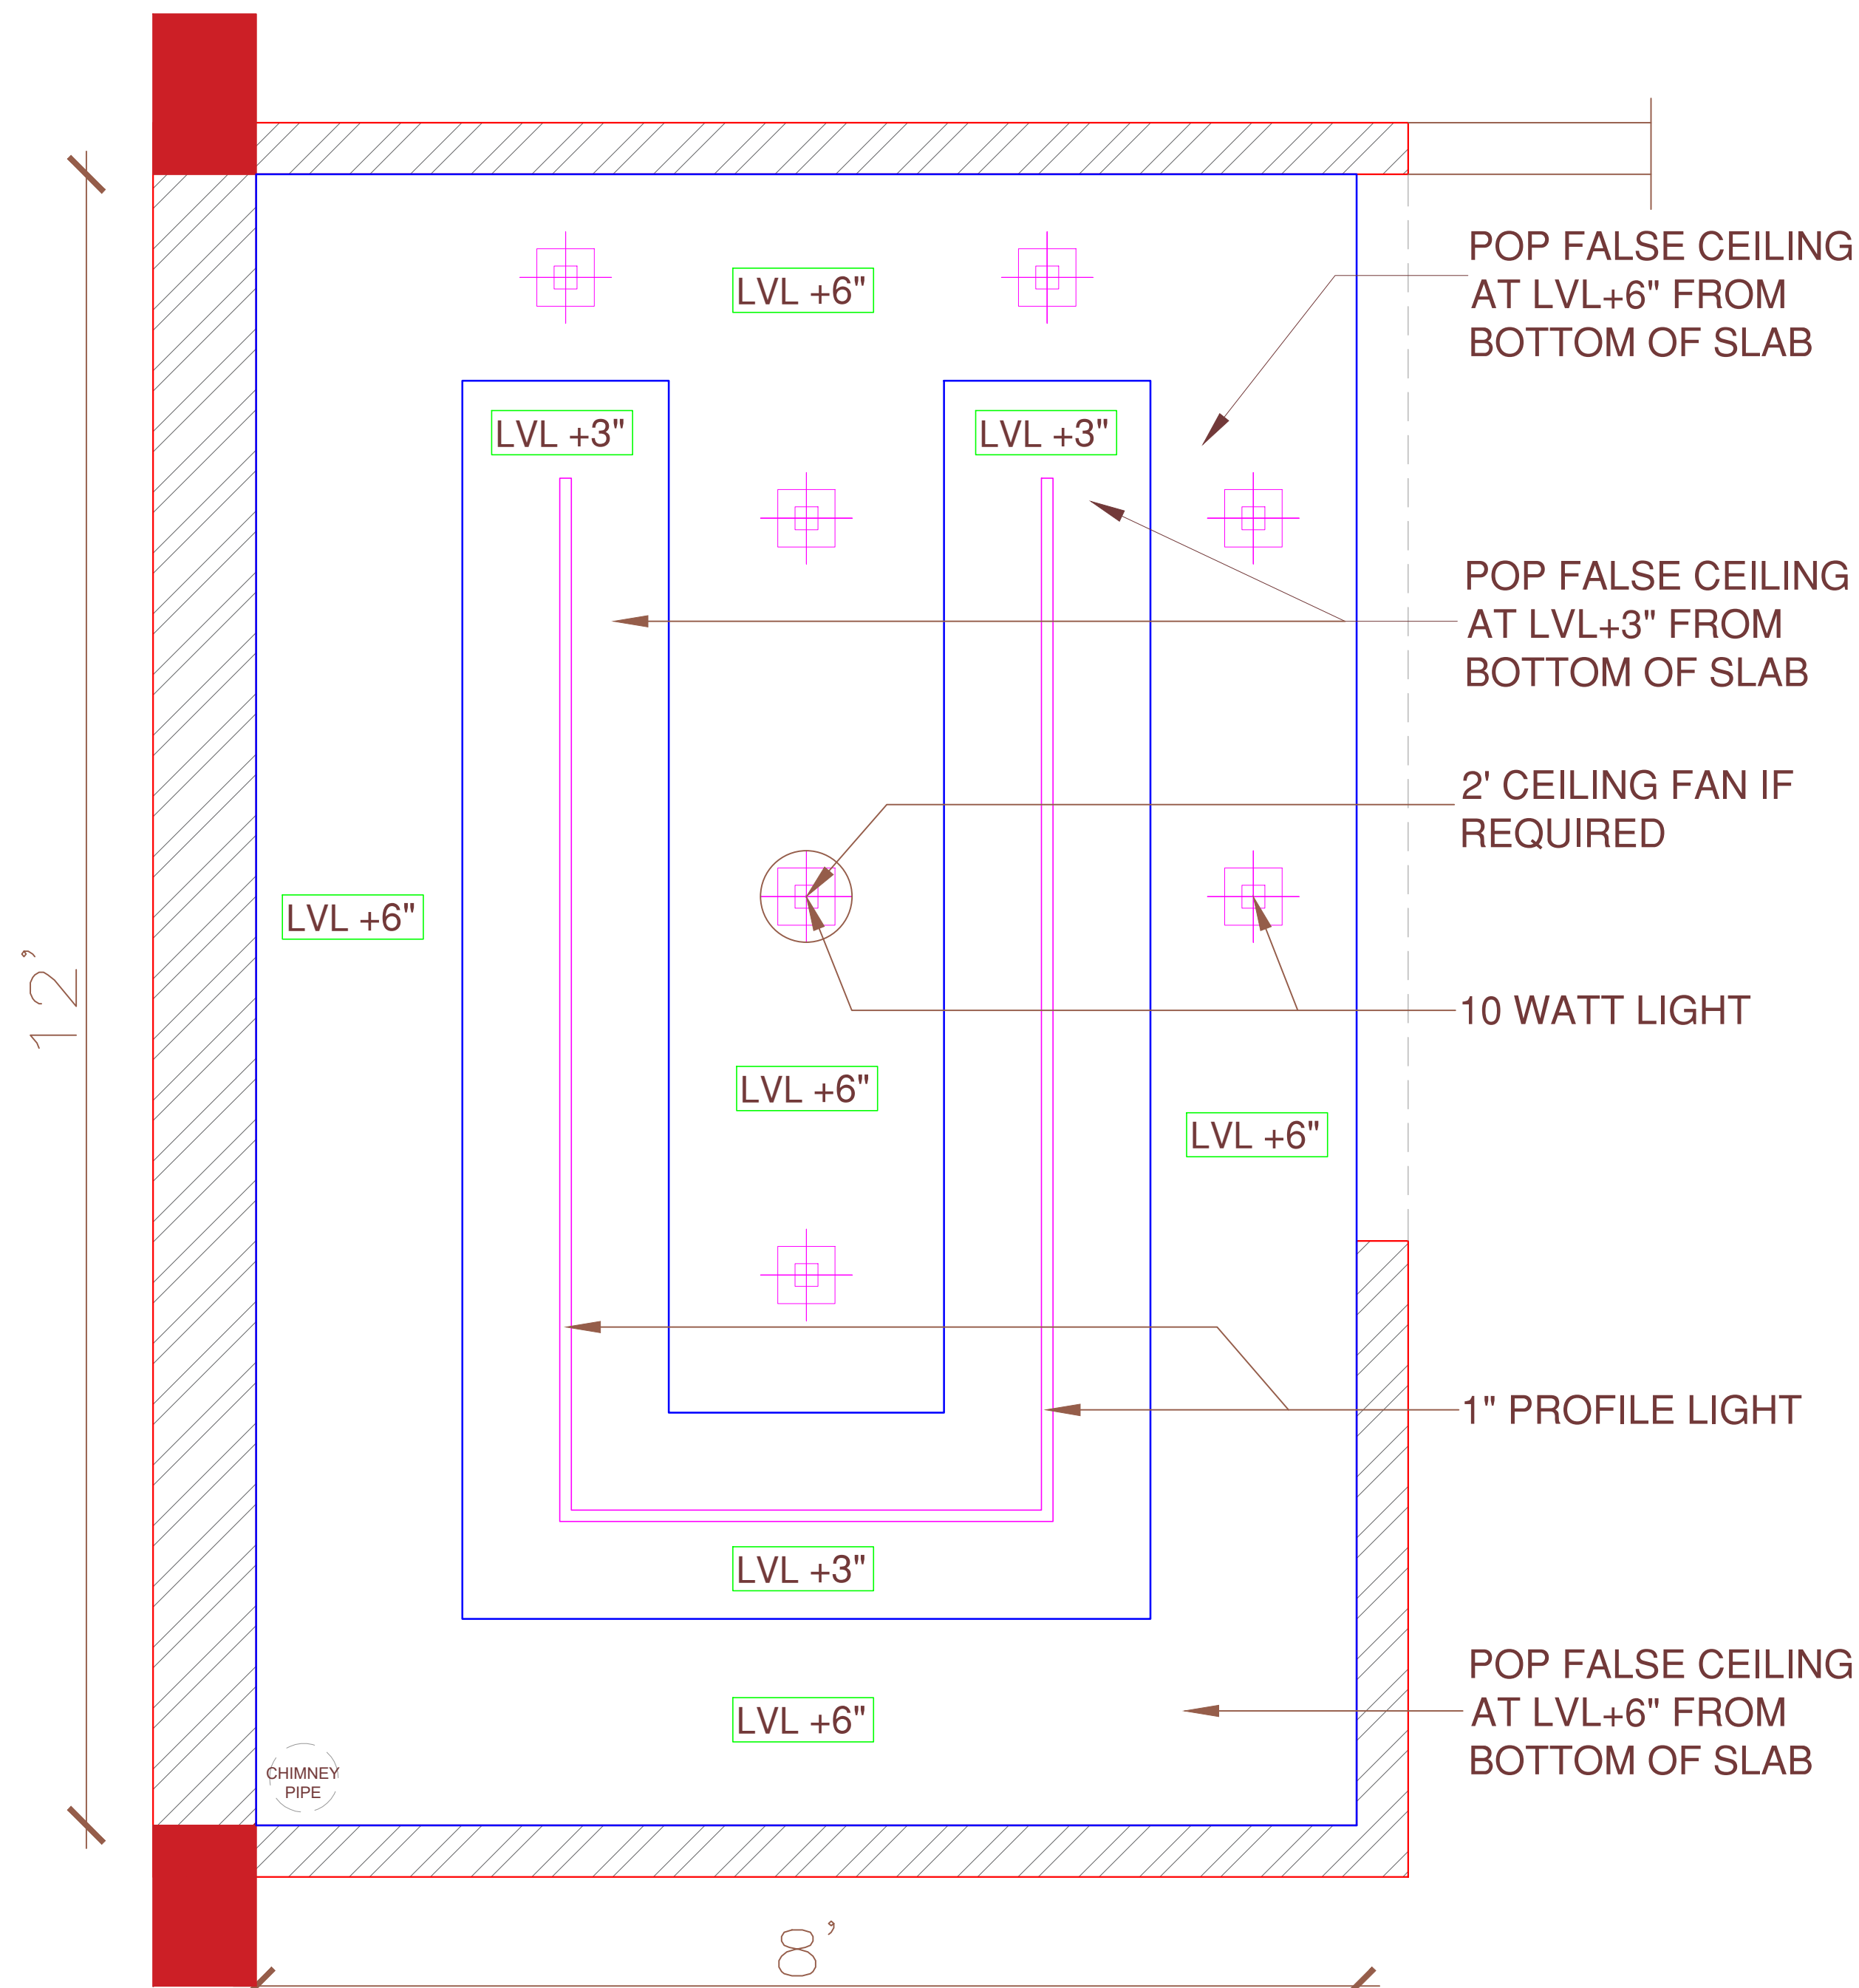 POP FALSE CEILING
AT LVL+6" FROM
BOTTOM OF SLAB
LVL +6"
LVL +3"
LVL +3"
POP FALSE CEILING
AT LVL+3" FROM
BOTTOM OF SLAB
2' CEILING FAN IF
REQUIRED
LVL +6"
12'
10 WATT LIGHT
LVL +6"
LVL +6"
1" PROFILE LIGHT
LVL +3"
POP FALSE CEILING
AT LVL+6" FROM
BOTTOM OF SLAB
LVL +6"
CHIMNEY
PIPE
8'